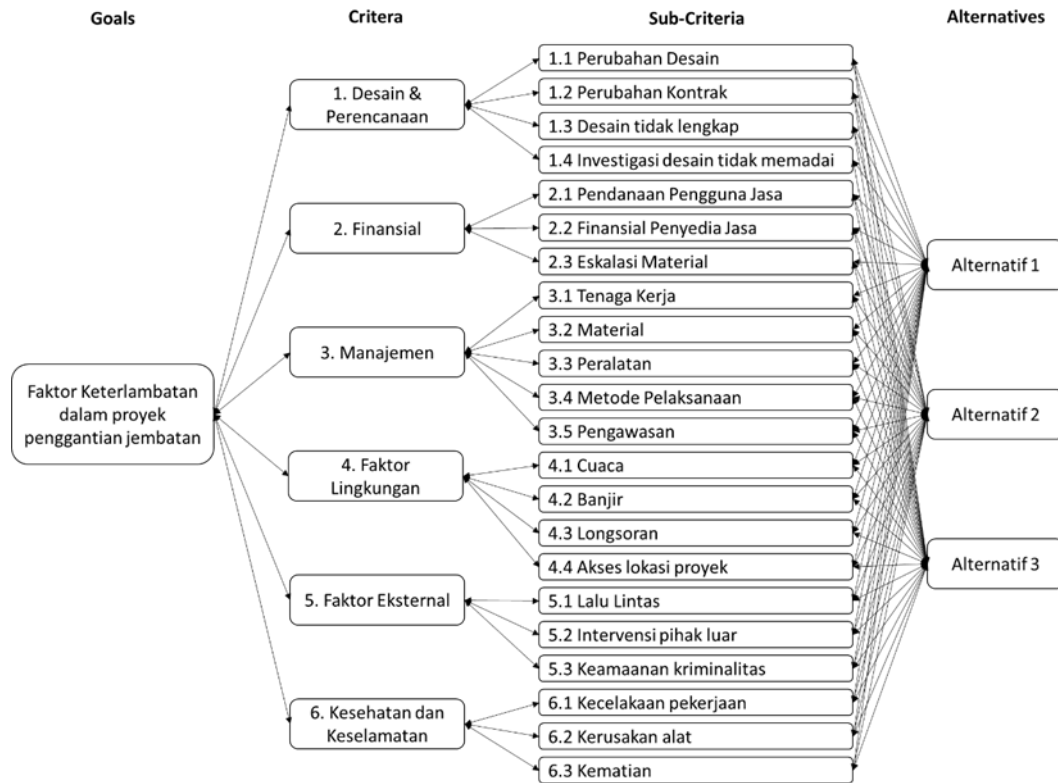 Goals
Critera
Sub-Criteria
Alternatives
Faktor Keterlambatan
dalam proyek
penggantian jembatan
1. Desain &
Perencanaan
2. Finansial
3. Manajemen
4. Faktor
Lingkungan
5. Faktor Eksternal
6. Kesehatan dan
Keselamatan
1.1 Perubahan Desain
1.2 Perubahan Kontrak
1.3 Desain tidak lengkap
1.4 Investigasi desain tidak memadai
2.1 Pendanaan Pengguna Jasa
2.2 Finansial Penyedia Jasa
2.3 Eskalasi Material
3.1 Tenaga Kerja
3.2 Material
3.3 Peralatan
3.4 Metode Pelaksanaan
3.5 Pengawasan
4.1 Cuaca
4.2 Banjir
4.3 Longsoran
4.4 Akses lokasi proyek
5.1 Lalu Lintas
5.2 Intervensi pihak luar
5.3 Keamaanan kriminalitas
6.1 Kecelakaan pekerjaan
6.2 Kerusakan alat
6.3 Kematian
Alternatif 1
Alternatif 2
Alternatif 3